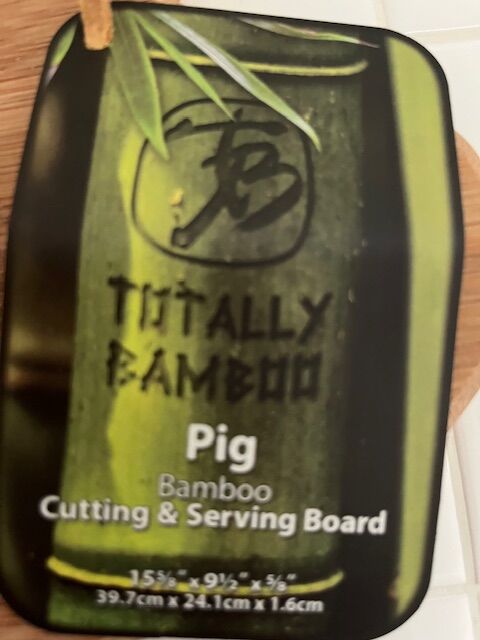 TB
TOTALLY
BAMBOO
Pig
Bamboo
Cutting & Serving Board
15⅝" x 9½" x ⅝"
39.7cm x 24.1cm x 1.6cm